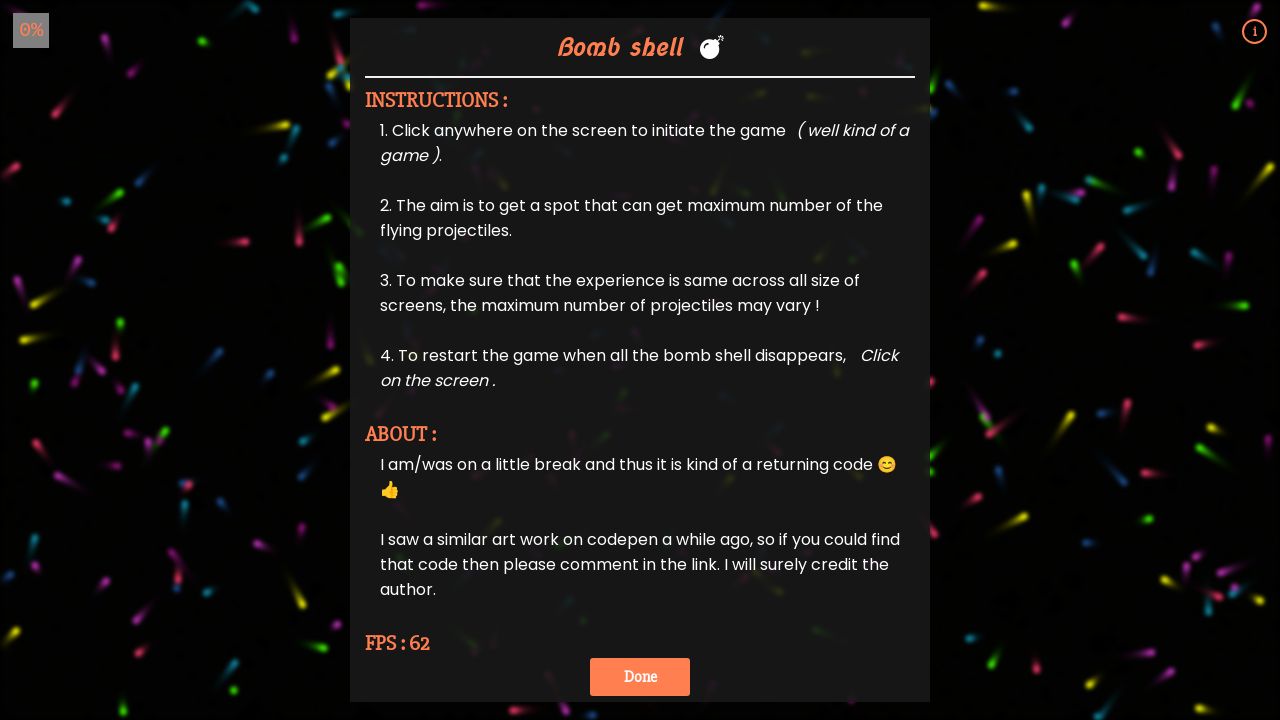 0%
i
Bomb shell 💣
INSTRUCTIONS :
1. Click anywhere on the screen to initiate the game ( well kind of a
game ).
2. The aim is to get a spot that can get maximum number of the
flying projectiles.
3. To make sure that the experience is same across all size of
screens, the maximum number of projectiles may vary !
4. To restart the game when all the bomb shell disappears, Click
on the screen .
ABOUT :
I am/was on a little break and thus it is kind of a returning code 😊
👍
I saw a similar art work on codepen a while ago, so if you could find
that code then please comment in the link. I will surely credit the
author.
FPS : 62
Done